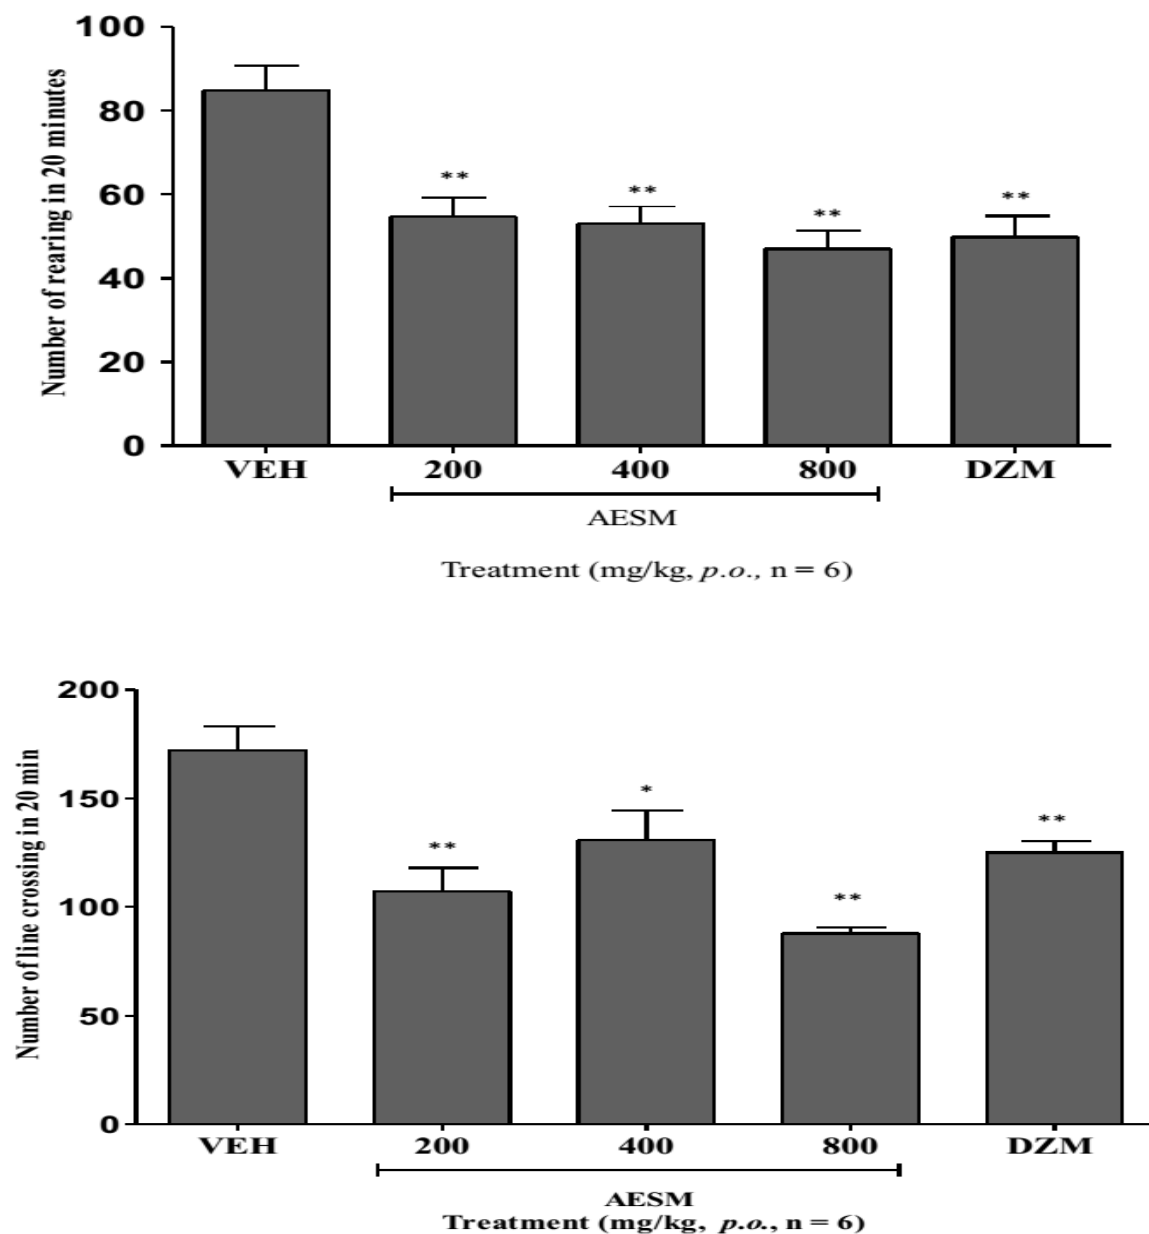 100
80
60
40
20
0
Number of rearing in 20 minutes
**
**
**
**
VEH 200 400 800 DZM
AESM
Treatment (mg/kg, p.o., n = 6)
200
150
100
50
0
Number of line crossing in 20 min
**
*
**
**
VEH 200 400 800 DZM
AESM
Treatment (mg/kg, p.o., n = 6)